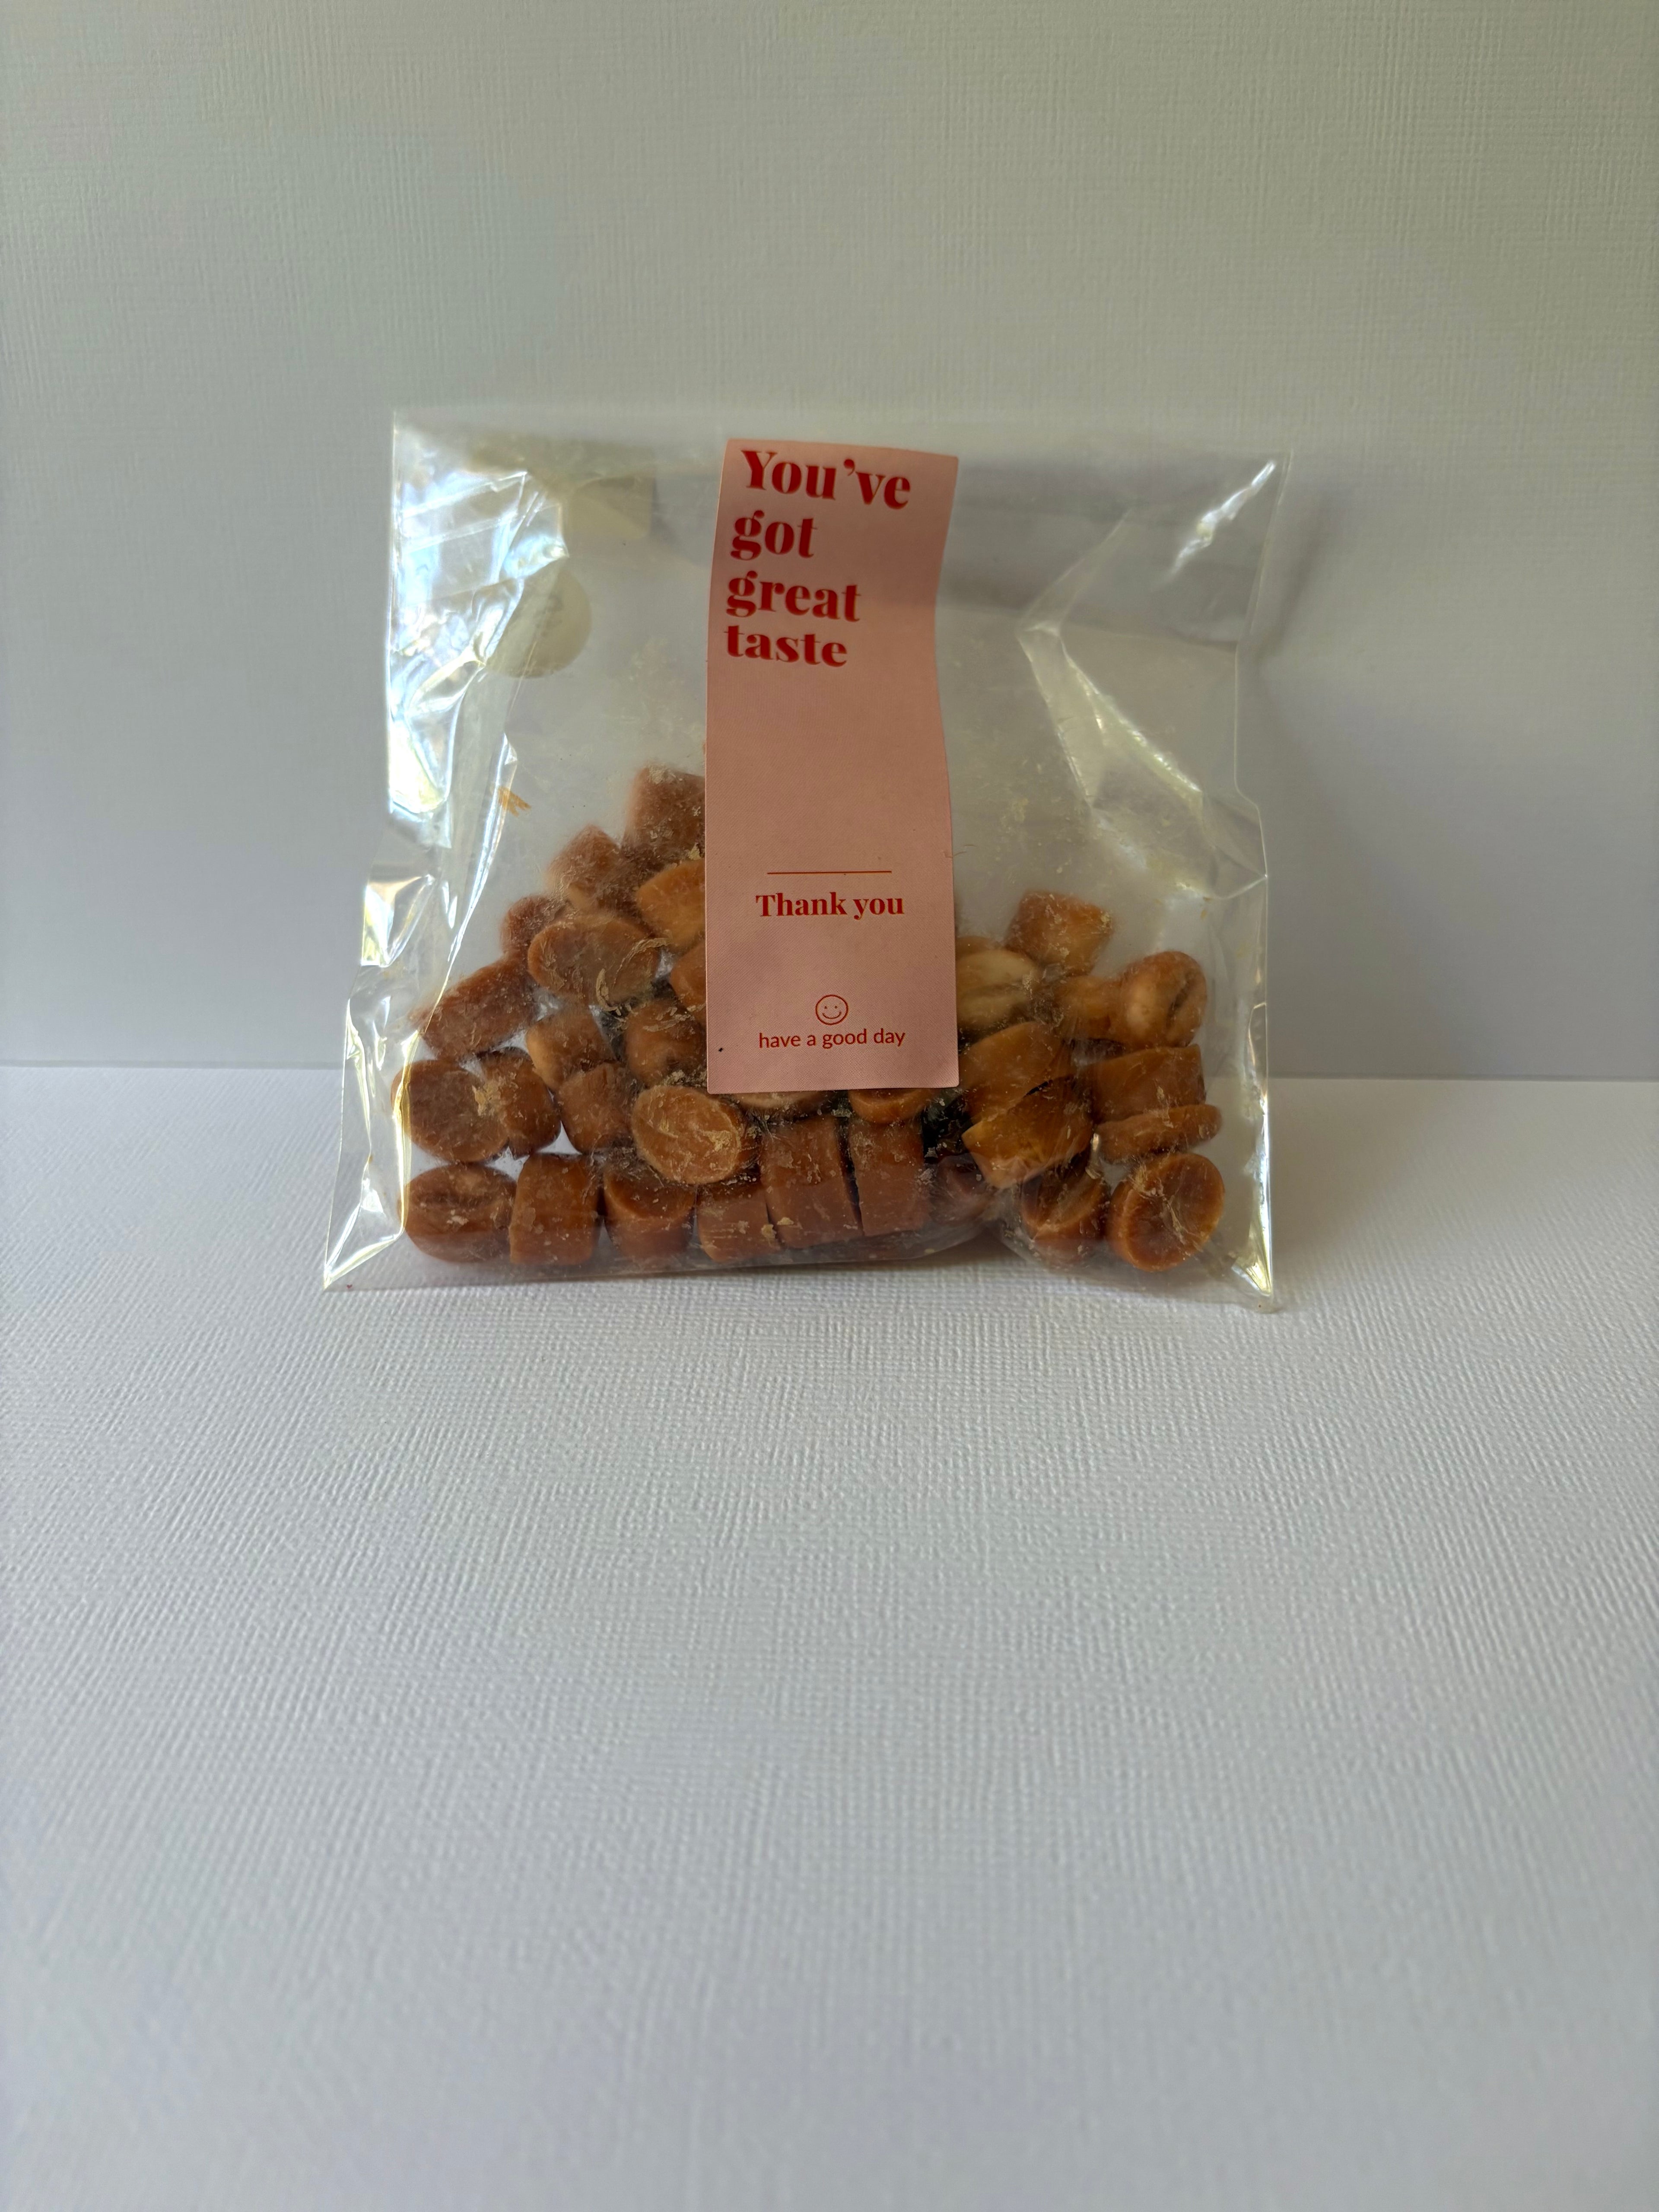 You've
got
great
taste
Thank you
have a good day